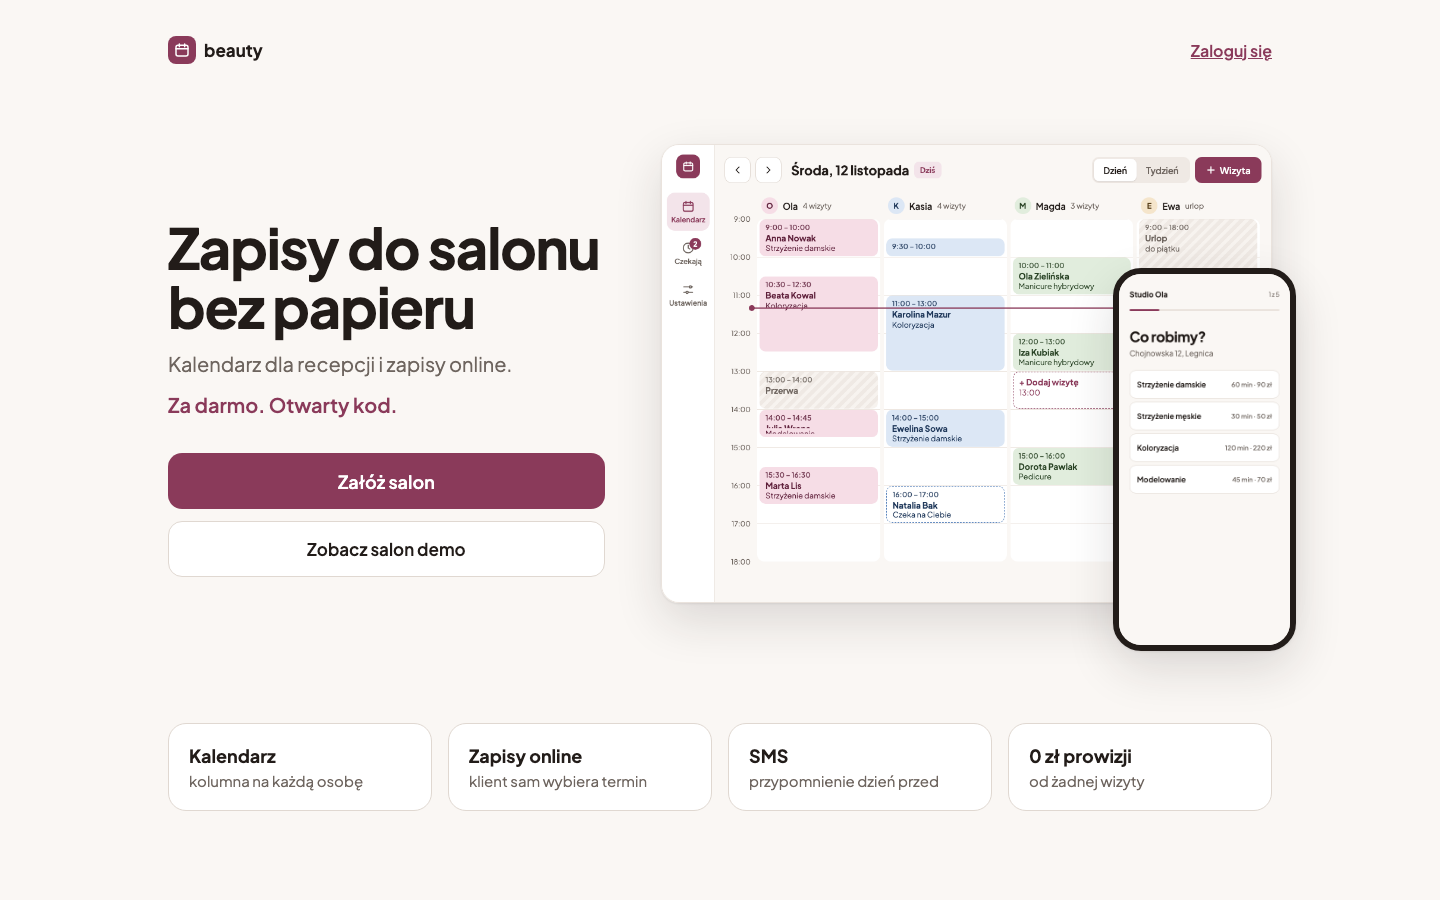 beauty
Zaloguj się
Zapisy do salonu
bez papieru
Kalendarz dla recepcji i zapisy online.
Za darmo. Otwarty kod.
Załóż salon
Zobacz salon demo
Kalendarz
2
Czekają
Ustawienia
Środa, 12 listopada
Dziś
Dzień
Tydzień
+ Wizyta
O Ola 4 wizyty
K Kasia 4 wizyty
M Magda 3 wizyty
E Ewa urlop
9:00
10:00
11:00
12:00
13:00
14:00
15:00
16:00
17:00
18:00
9:00 – 10:00
Anna Nowak
Strzyżenie damskie
10:30 – 12:30
Beata Kowal
Koloryzacja
13:00 – 14:00
Przerwa
14:00 – 14:45
15:30 – 16:30
Marta Lis
Strzyżenie damskie
9:30 – 10:00
11:00 – 13:00
Karolina Mazur
Koloryzacja
14:00 – 15:00
Ewelina Sowa
Strzyżenie damskie
16:00 – 17:00
Natalia Bak
Czeka na Ciebie
10:00 – 11:00
Ola Zielińska
Manicure hybrydowy
12:00 – 13:00
Iza Kubiak
Manicure hybrydowy
+ Dodaj wizytę
13:00
15:00 – 16:00
Dorota Pawlak
Pedicure
9:00 – 18:00
Urlop
do piątku
Studio Ola
1 z 5
Co robimy?
Chojnowska 12, Legnica
Strzyżenie damskie 60 min · 90 zł
Strzyżenie męskie 30 min · 50 zł
Koloryzacja 120 min · 220 zł
Modelowanie 45 min · 70 zł
Kalendarz
kolumna na każdą osobę
Zapisy online
klient sam wybiera termin
SMS
przypomnienie dzień przed
0 zł prowizji
od żadnej wizyty